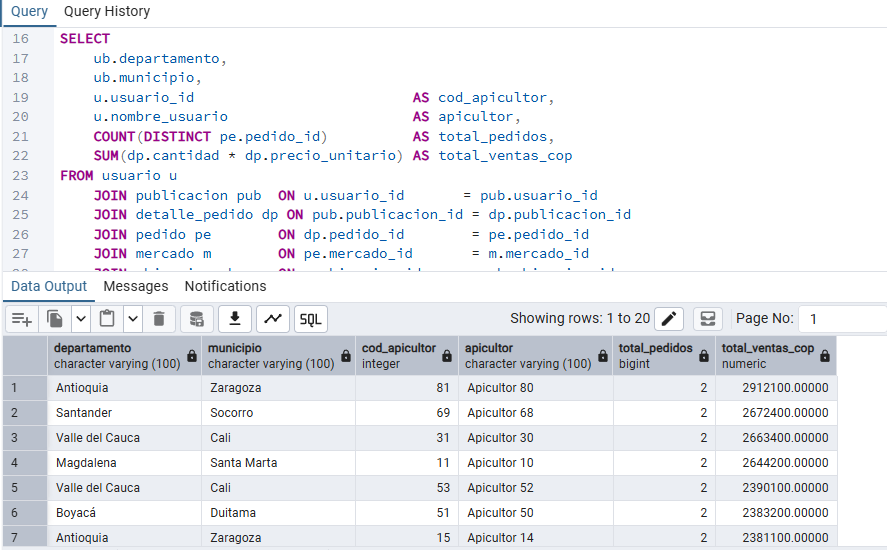 Query Query History
16 SELECT
17 ub.departamento,
18 ub.municipio,
19 u.usuario_id AS cod_apicultor,
20 u.nombre_usuario AS apicultor,
21 COUNT(DISTINCT pe.pedido_id) AS total_pedidos,
22 SUM(dp.cantidad * dp.precio_unitario) AS total_ventas_cop
23 FROM usuario u
24 JOIN publicacion pub ON u.usuario_id = pub.usuario_id
25 JOIN detalle_pedido dp ON pub.publicacion_id = dp.publicacion_id
26 JOIN pedido pe ON dp.pedido_id = pe.pedido_id
27 JOIN mercado m ON pe.mercado_id = m.mercado_id
Data Output Messages Notifications
SQL Showing rows: 1 to 20 Page No: 1
departamento municipio cod_apicultor apicultor total_pedidos total_ventas_cop
character varying (100) character varying (100) integer character varying (100) bigint numeric
1 Antioquia Zaragoza 81 Apicultor 80 2 2912100.00000
2 Santander Socorro 69 Apicultor 68 2 2672400.00000
3 Valle del Cauca Cali 31 Apicultor 30 2 2663400.00000
4 Magdalena Santa Marta 11 Apicultor 10 2 2644200.00000
5 Valle del Cauca Cali 53 Apicultor 52 2 2390100.00000
6 Boyacá Duitama 51 Apicultor 50 2 2383200.00000
7 Antioquia Zaragoza 15 Apicultor 14 2 2381100.00000